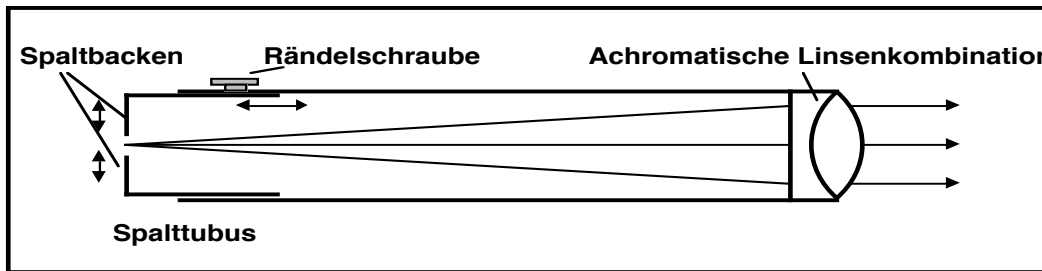 Spaltbacken
Rändelschraube
Achromatische Linsenkombination
Spalttubus